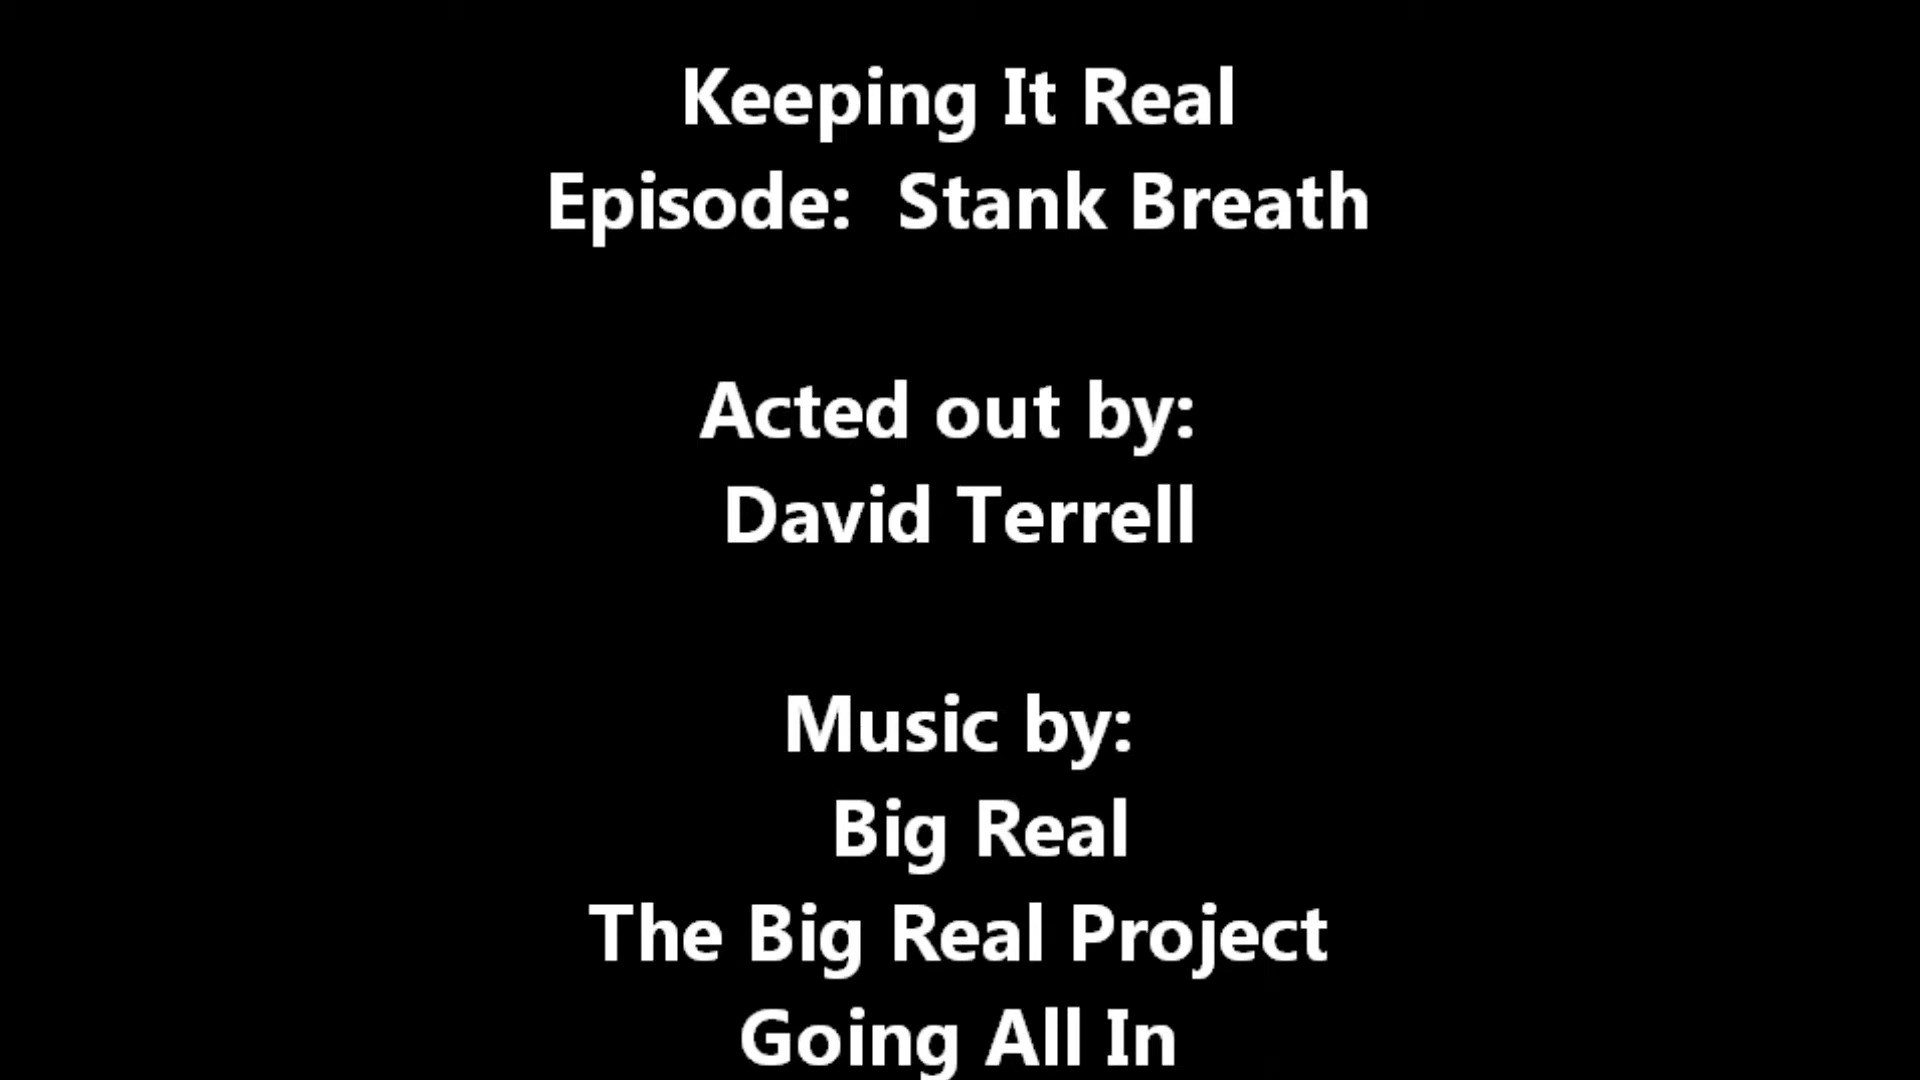 Keeping It Real
Episode:  Stank Breath
Acted out by:
David Terrell
Music by:
Big Real
The Big Real Project
Going All In